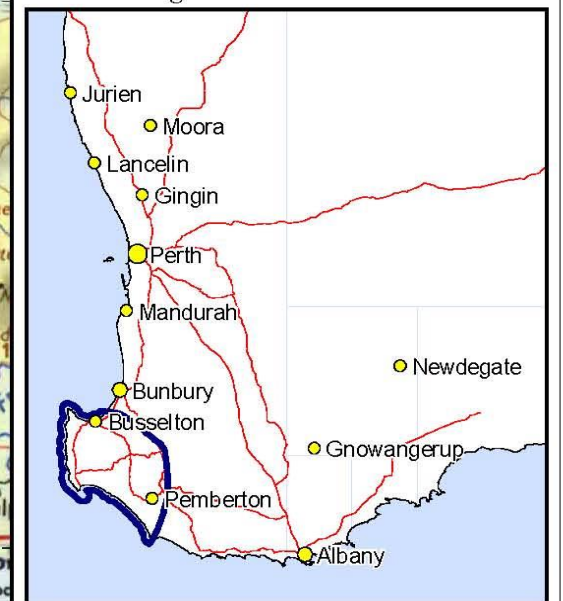 Jurien
Moora
Lancelin
Gingin
Perth
Mandurah
Newdegate
Bunbury
Busselton
Gnowangerup
Pemberton
Albany